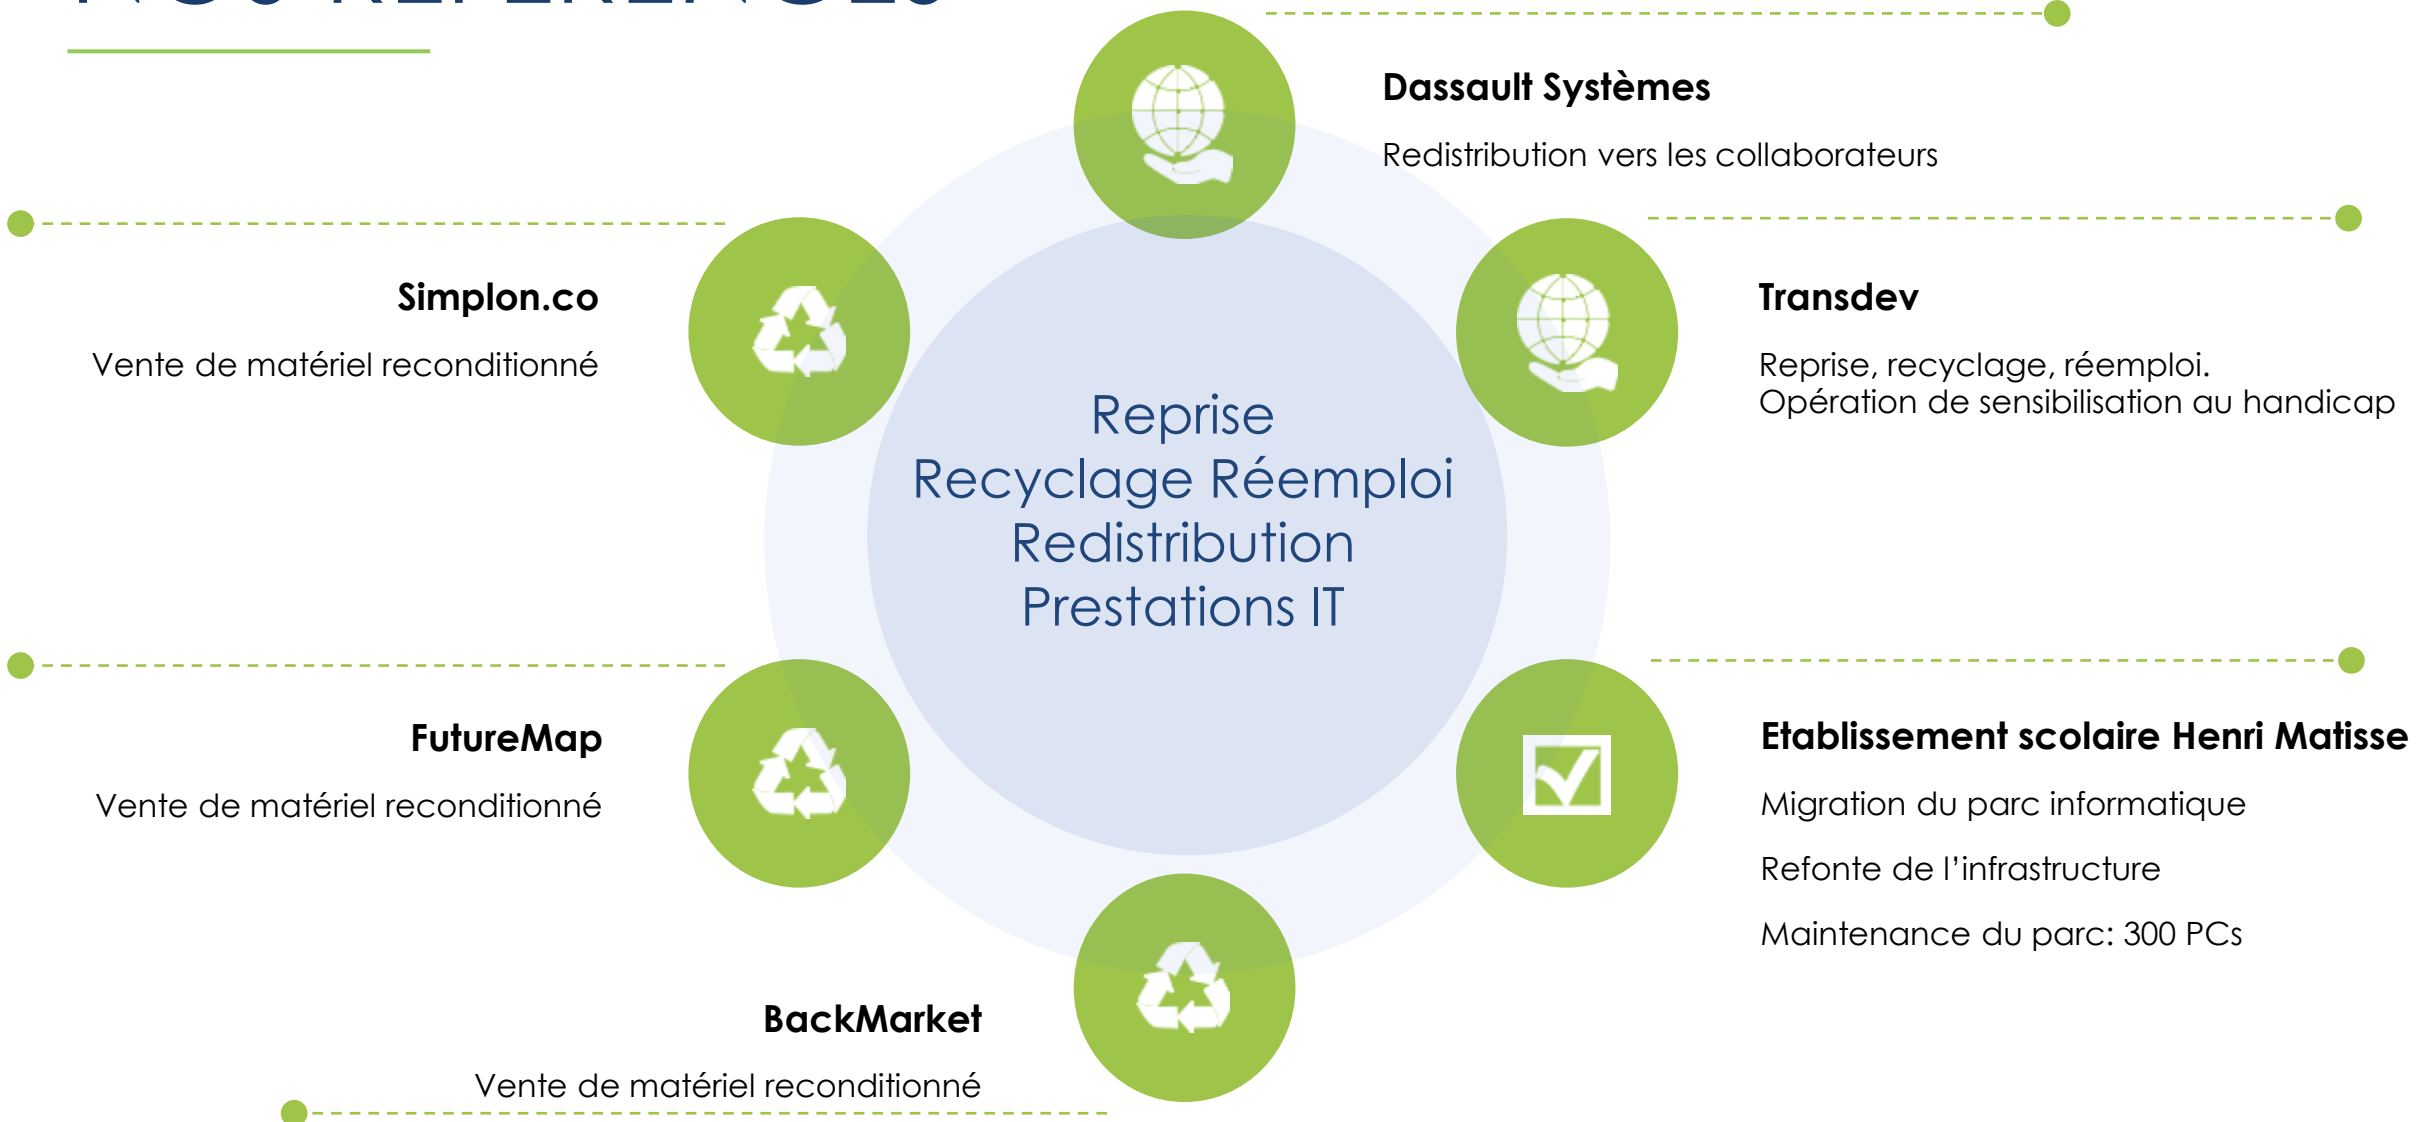 NOS RÉFÉRENCES
Dassault Systèmes
Redistribution vers les collaborateurs
Simplon.co
Vente de matériel reconditionné
Transdev
Reprise, recyclage, réemploi.
Opération de sensibilisation au handicap
Reprise
Recyclage Réemploi
Redistribution
Prestations IT
FutureMap
Vente de matériel reconditionné
Etablissement scolaire Henri Matisse
Migration du parc informatique
Refonte de l’infrastructure
Maintenance du parc: 300 PCs
BackMarket
Vente de matériel reconditionné